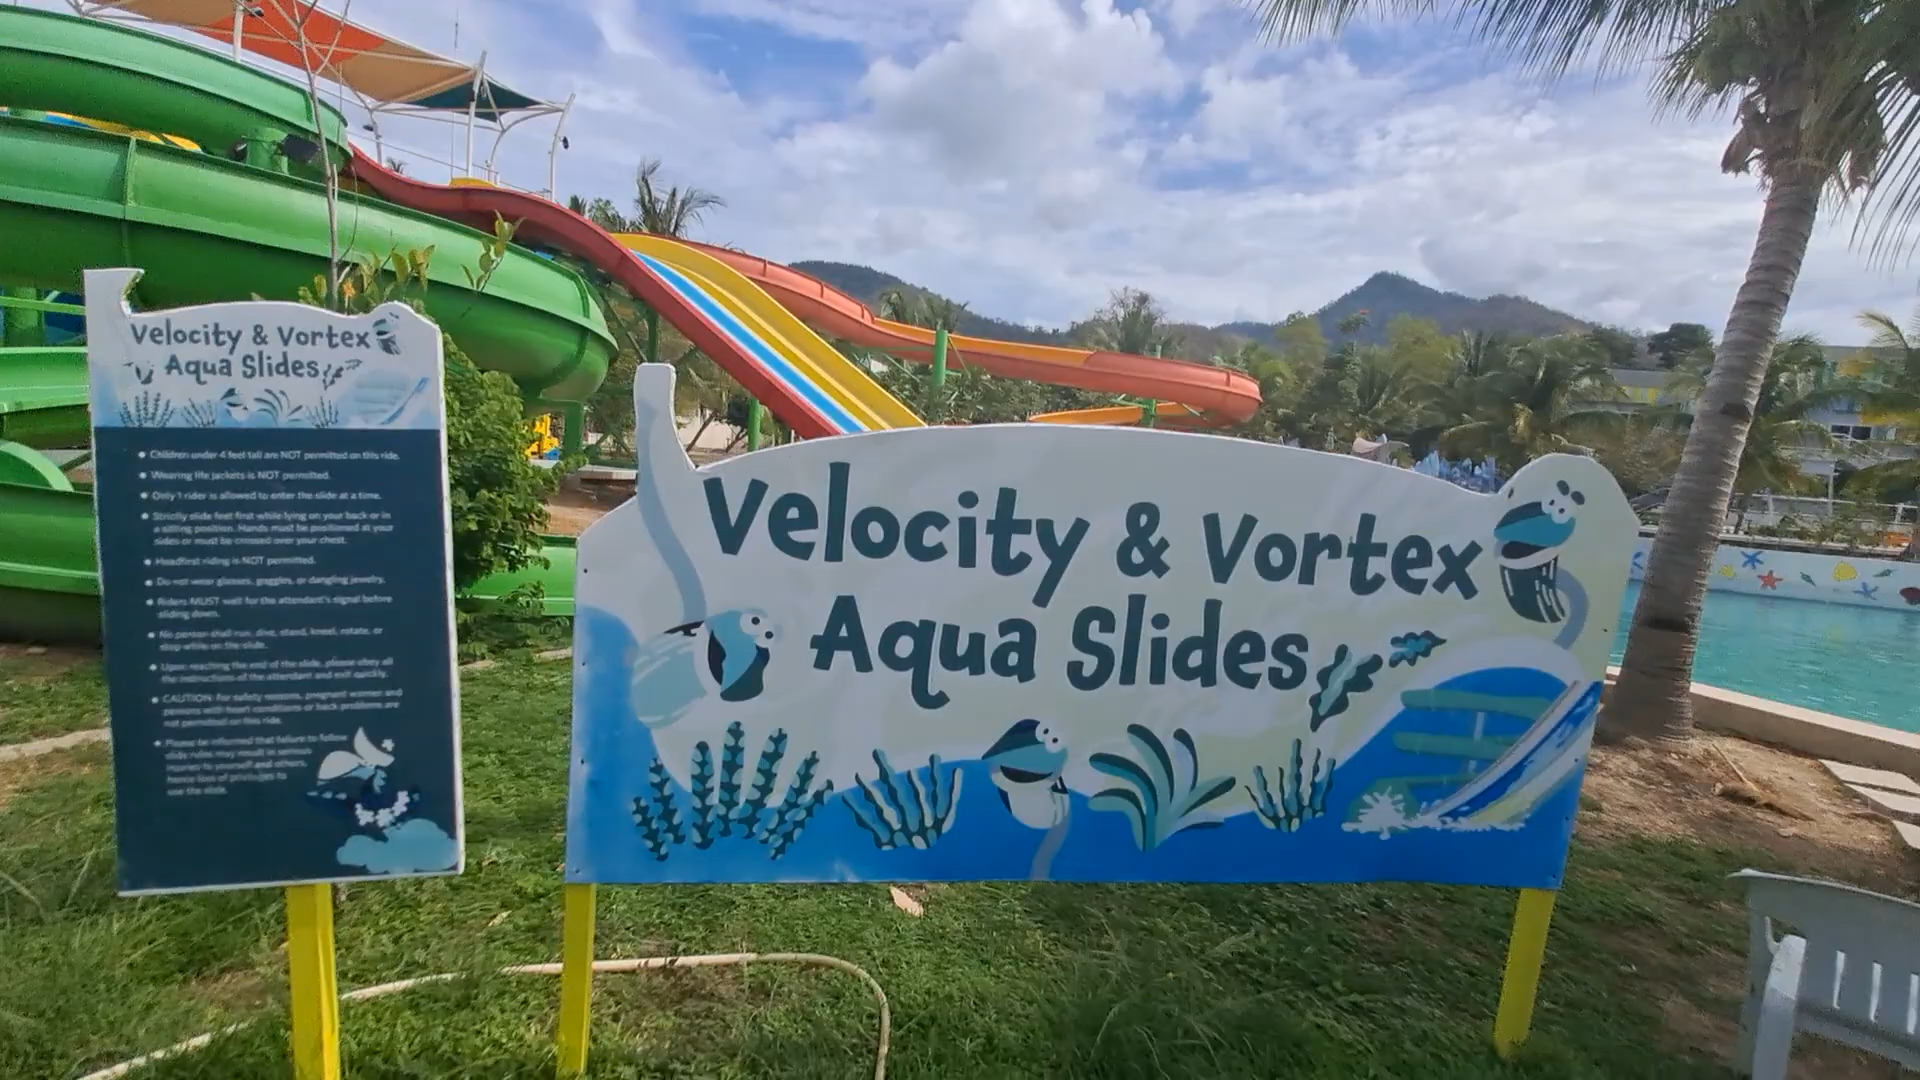 Velocity & Vortex
Aqua Slides
• Children under 4 feet tall are NOT permitted on this ride.
• Wearing life jackets is NOT permitted.
• Only 1 rider is allowed to enter the slide at a time.
• Strictly slide feet first while lying on your back or in
a sitting position. Hands must be positioned at your
sides or must be crossed over your chest.
• Headfirst riding is NOT permitted.
• Do not wear glasses, goggles, or dangling jewelry.
• Riders MUST wait for the attendant's signal before
sliding down.
• No person shall run, dive, stand, kneel, rotate, or
stop while on the slide.
• Upon reaching the end of the slide, please obey all
the instructions of the attendant and exit quickly.
• CAUTION: For safety reasons, pregnant women and
persons with heart conditions or back problems are
not permitted on this ride.
• Please be informed that failure to follow
slide rules may result in serious
injuries to yourself and others,
hence loss of privileges to
use the slide.
Velocity & Vortex
Aqua Slides